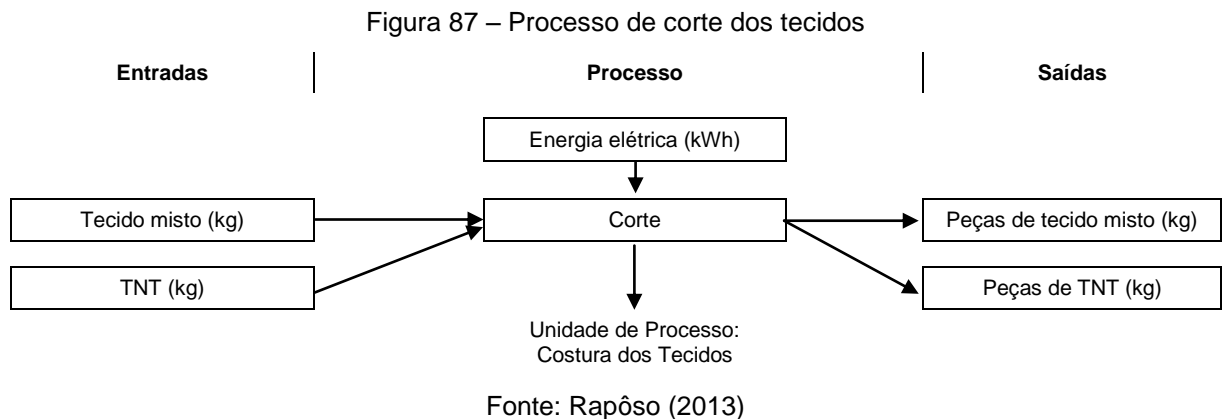 Figura 87 – Processo de corte dos tecidos
Entradas
Processo
Saídas
Energia elétrica (kWh)
Tecido misto (kg)
Corte
Peças de tecido misto (kg)
TNT (kg)
Peças de TNT (kg)
Unidade de Processo:
Costura dos Tecidos
Fonte: Rapôso (2013)